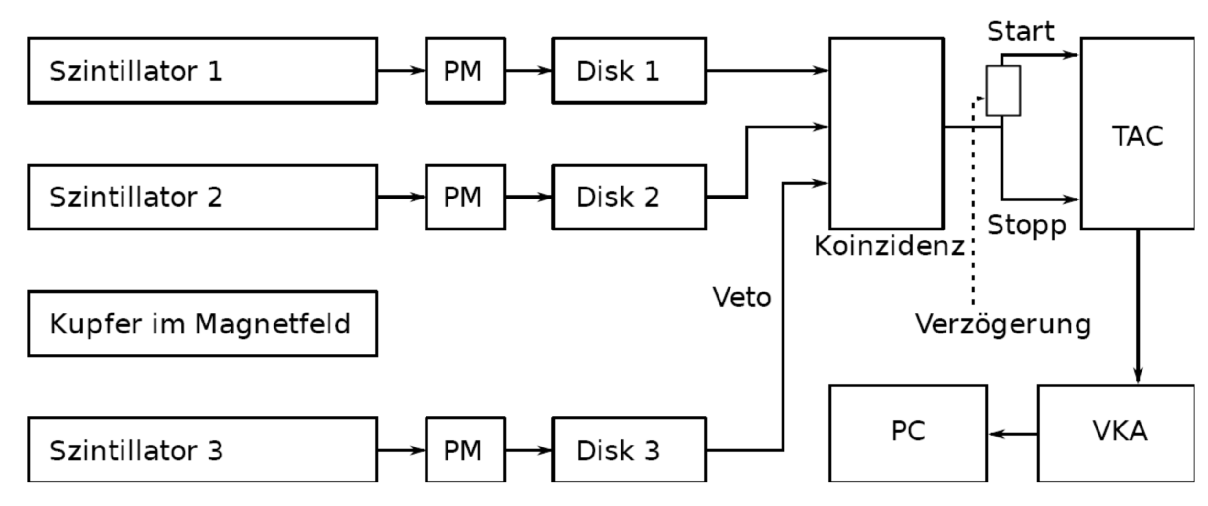 Szintillator 1
PM
Disk 1
Start
TAC
Szintillator 2
PM
Disk 2
Stopp
Koinzidenz
Veto
Kupfer im Magnetfeld
Verzögerung
Szintillator 3
PM
Disk 3
PC
VKA